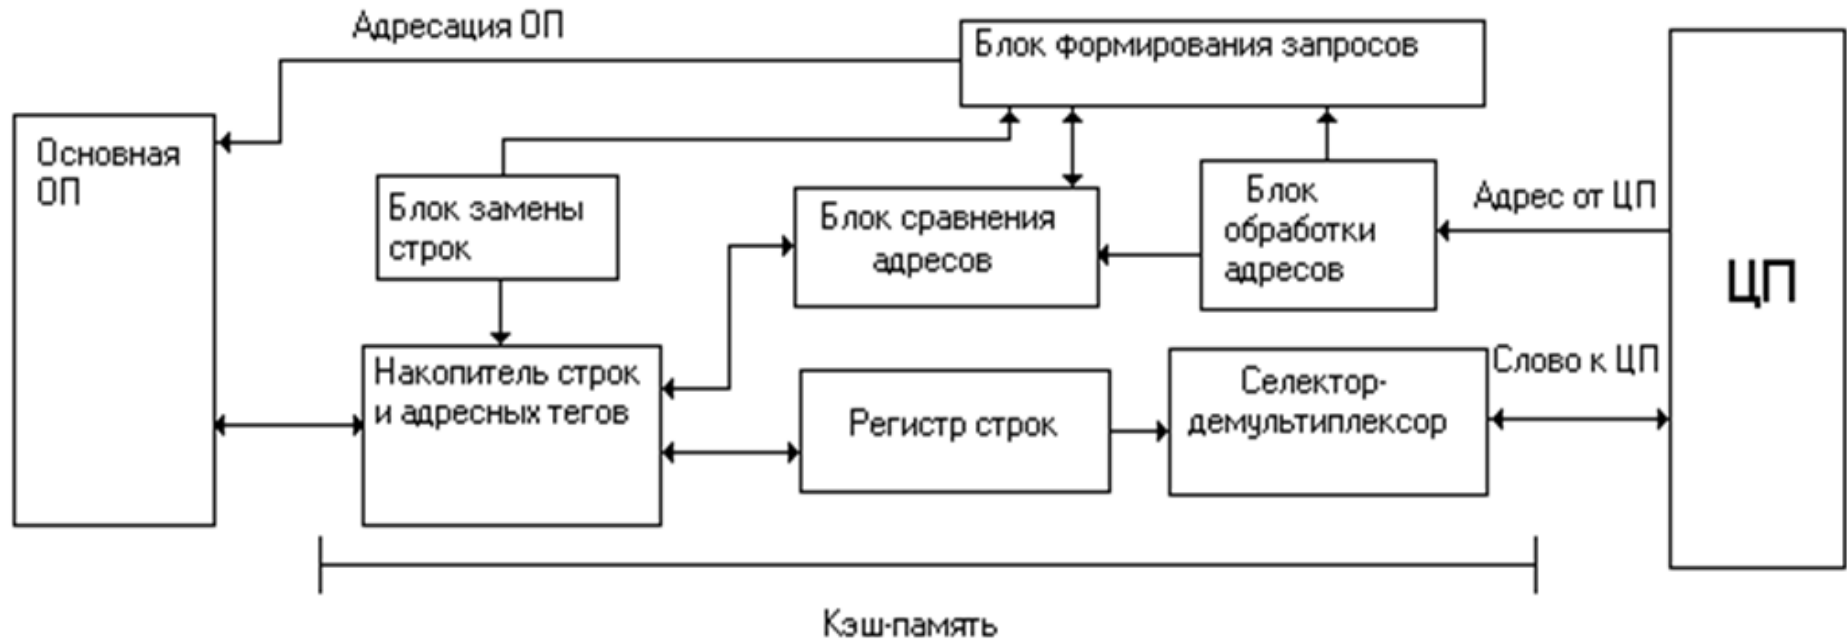 Адресация ОП
Блок формирования запросов
Основная
ОП
Блок замены
строк
Блок сравнения
адресов
Блок
обработки
адресов
Адрес от ЦП
ЦП
Накопитель строк
и адресных тегов
Регистр строк
Селектор-
демультиплексор
Слово к ЦП
Кэш-память